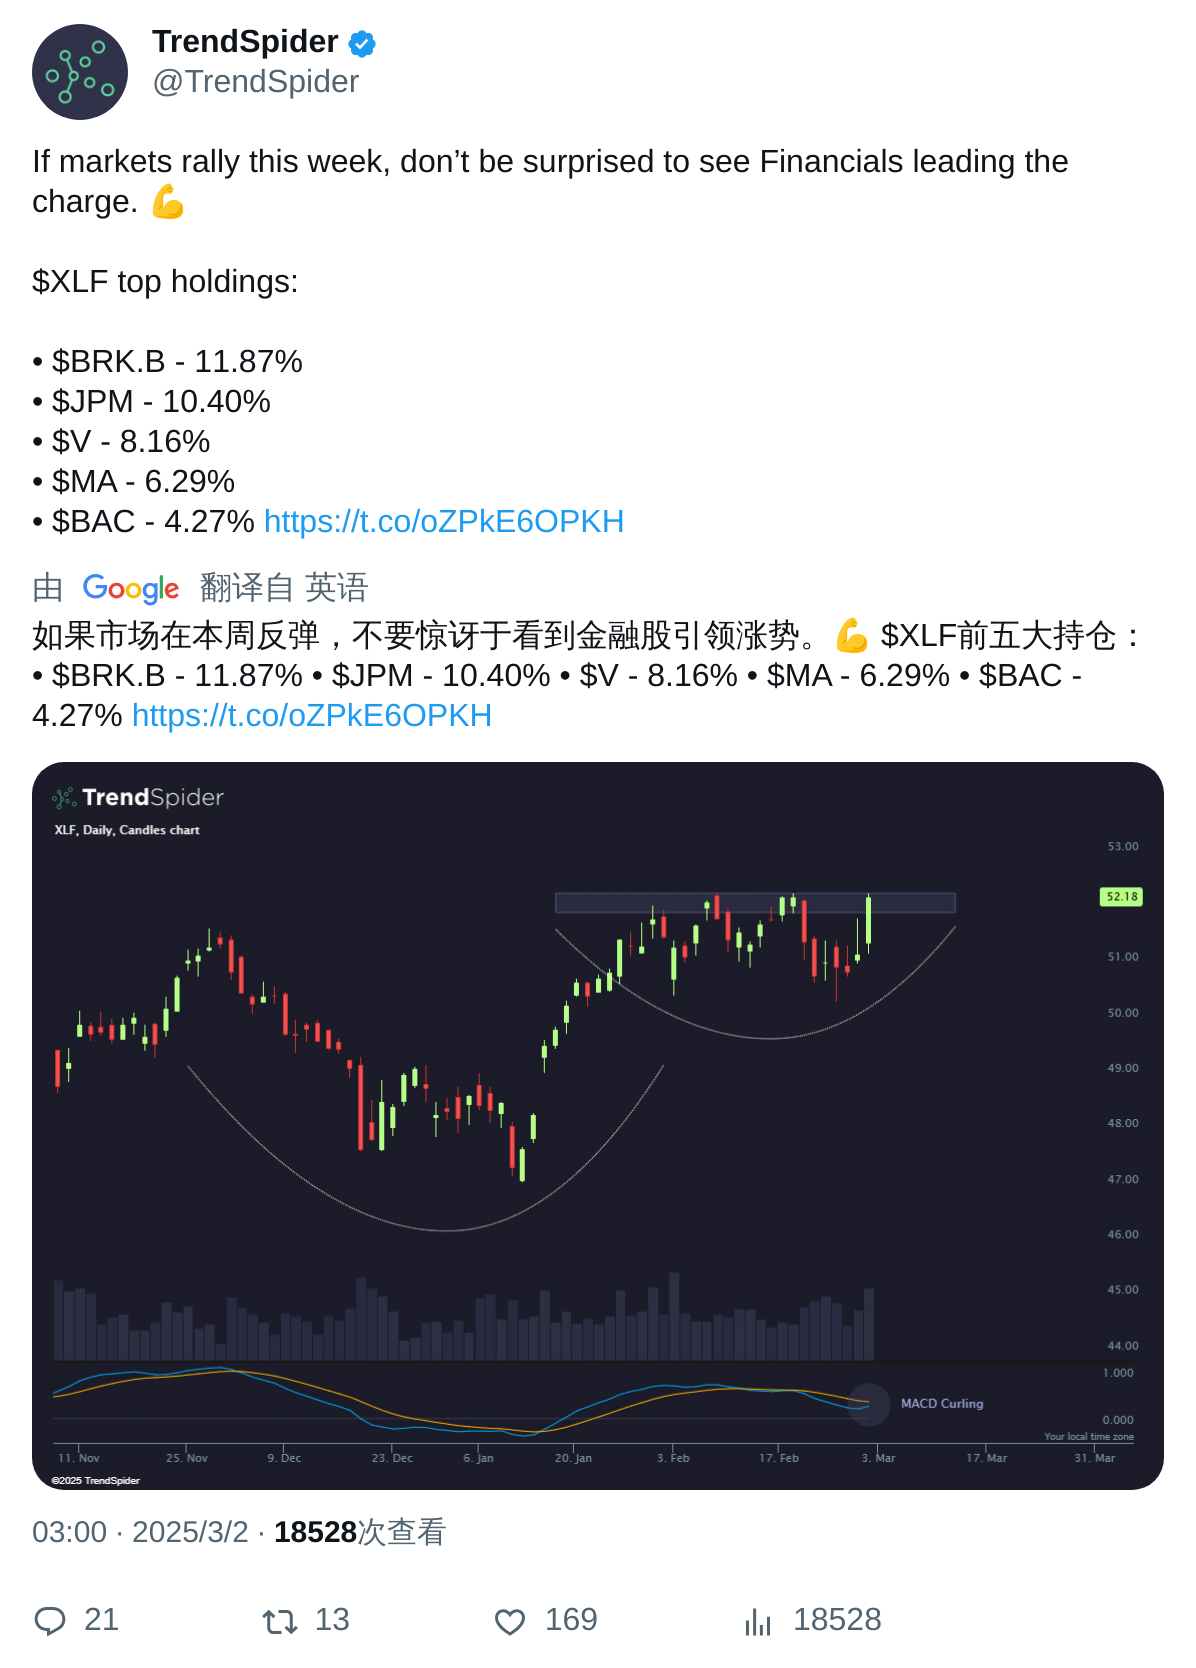 TrendSpider
@TrendSpider
If markets rally this week, don’t be surprised to see Financials leading the
charge. 💪
$XLF top holdings:
• $BRK.B - 11.87%
• $JPM - 10.40%
• $V - 8.16%
• $MA - 6.29%
• $BAC - 4.27% https://t.co/oZPkE6OPKH
由 Google 翻译自 英语
如果市场在本周反弹，不要惊讶于看到金融股引领涨势。💪 $XLF前五大持仓：
• $BRK.B - 11.87% • $JPM - 10.40% • $V - 8.16% • $MA - 6.29% • $BAC -
4.27% https://t.co/oZPkE6OPKH
TrendSpider
XLF, Daily, Candles chart
53.00
52.18
51.00
50.00
49.00
48.00
47.00
46.00
45.00
44.00
1.000
MACD Curling
0.000
Your local time zone
11. Nov 25. Nov 9. Dec 23. Dec 6. Jan 20. Jan 3. Feb 17. Feb 3. Mar 17. Mar 31. Mar
©2025 TrendSpider
03:00 · 2025/3/2 · 18528次查看
21 13 169 18528